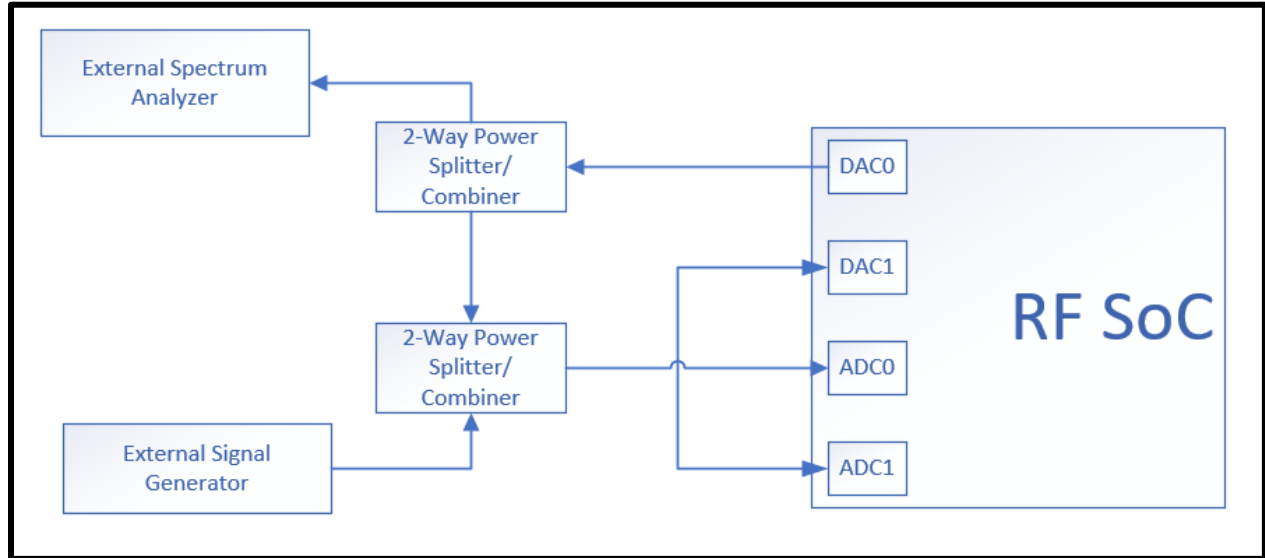 External Spectrum
Analyzer
2-Way Power
Splitter/
Combiner
DAC0
DAC1
RF SoC
2-Way Power
Splitter/
Combiner
ADC0
External Signal
Generator
ADC1